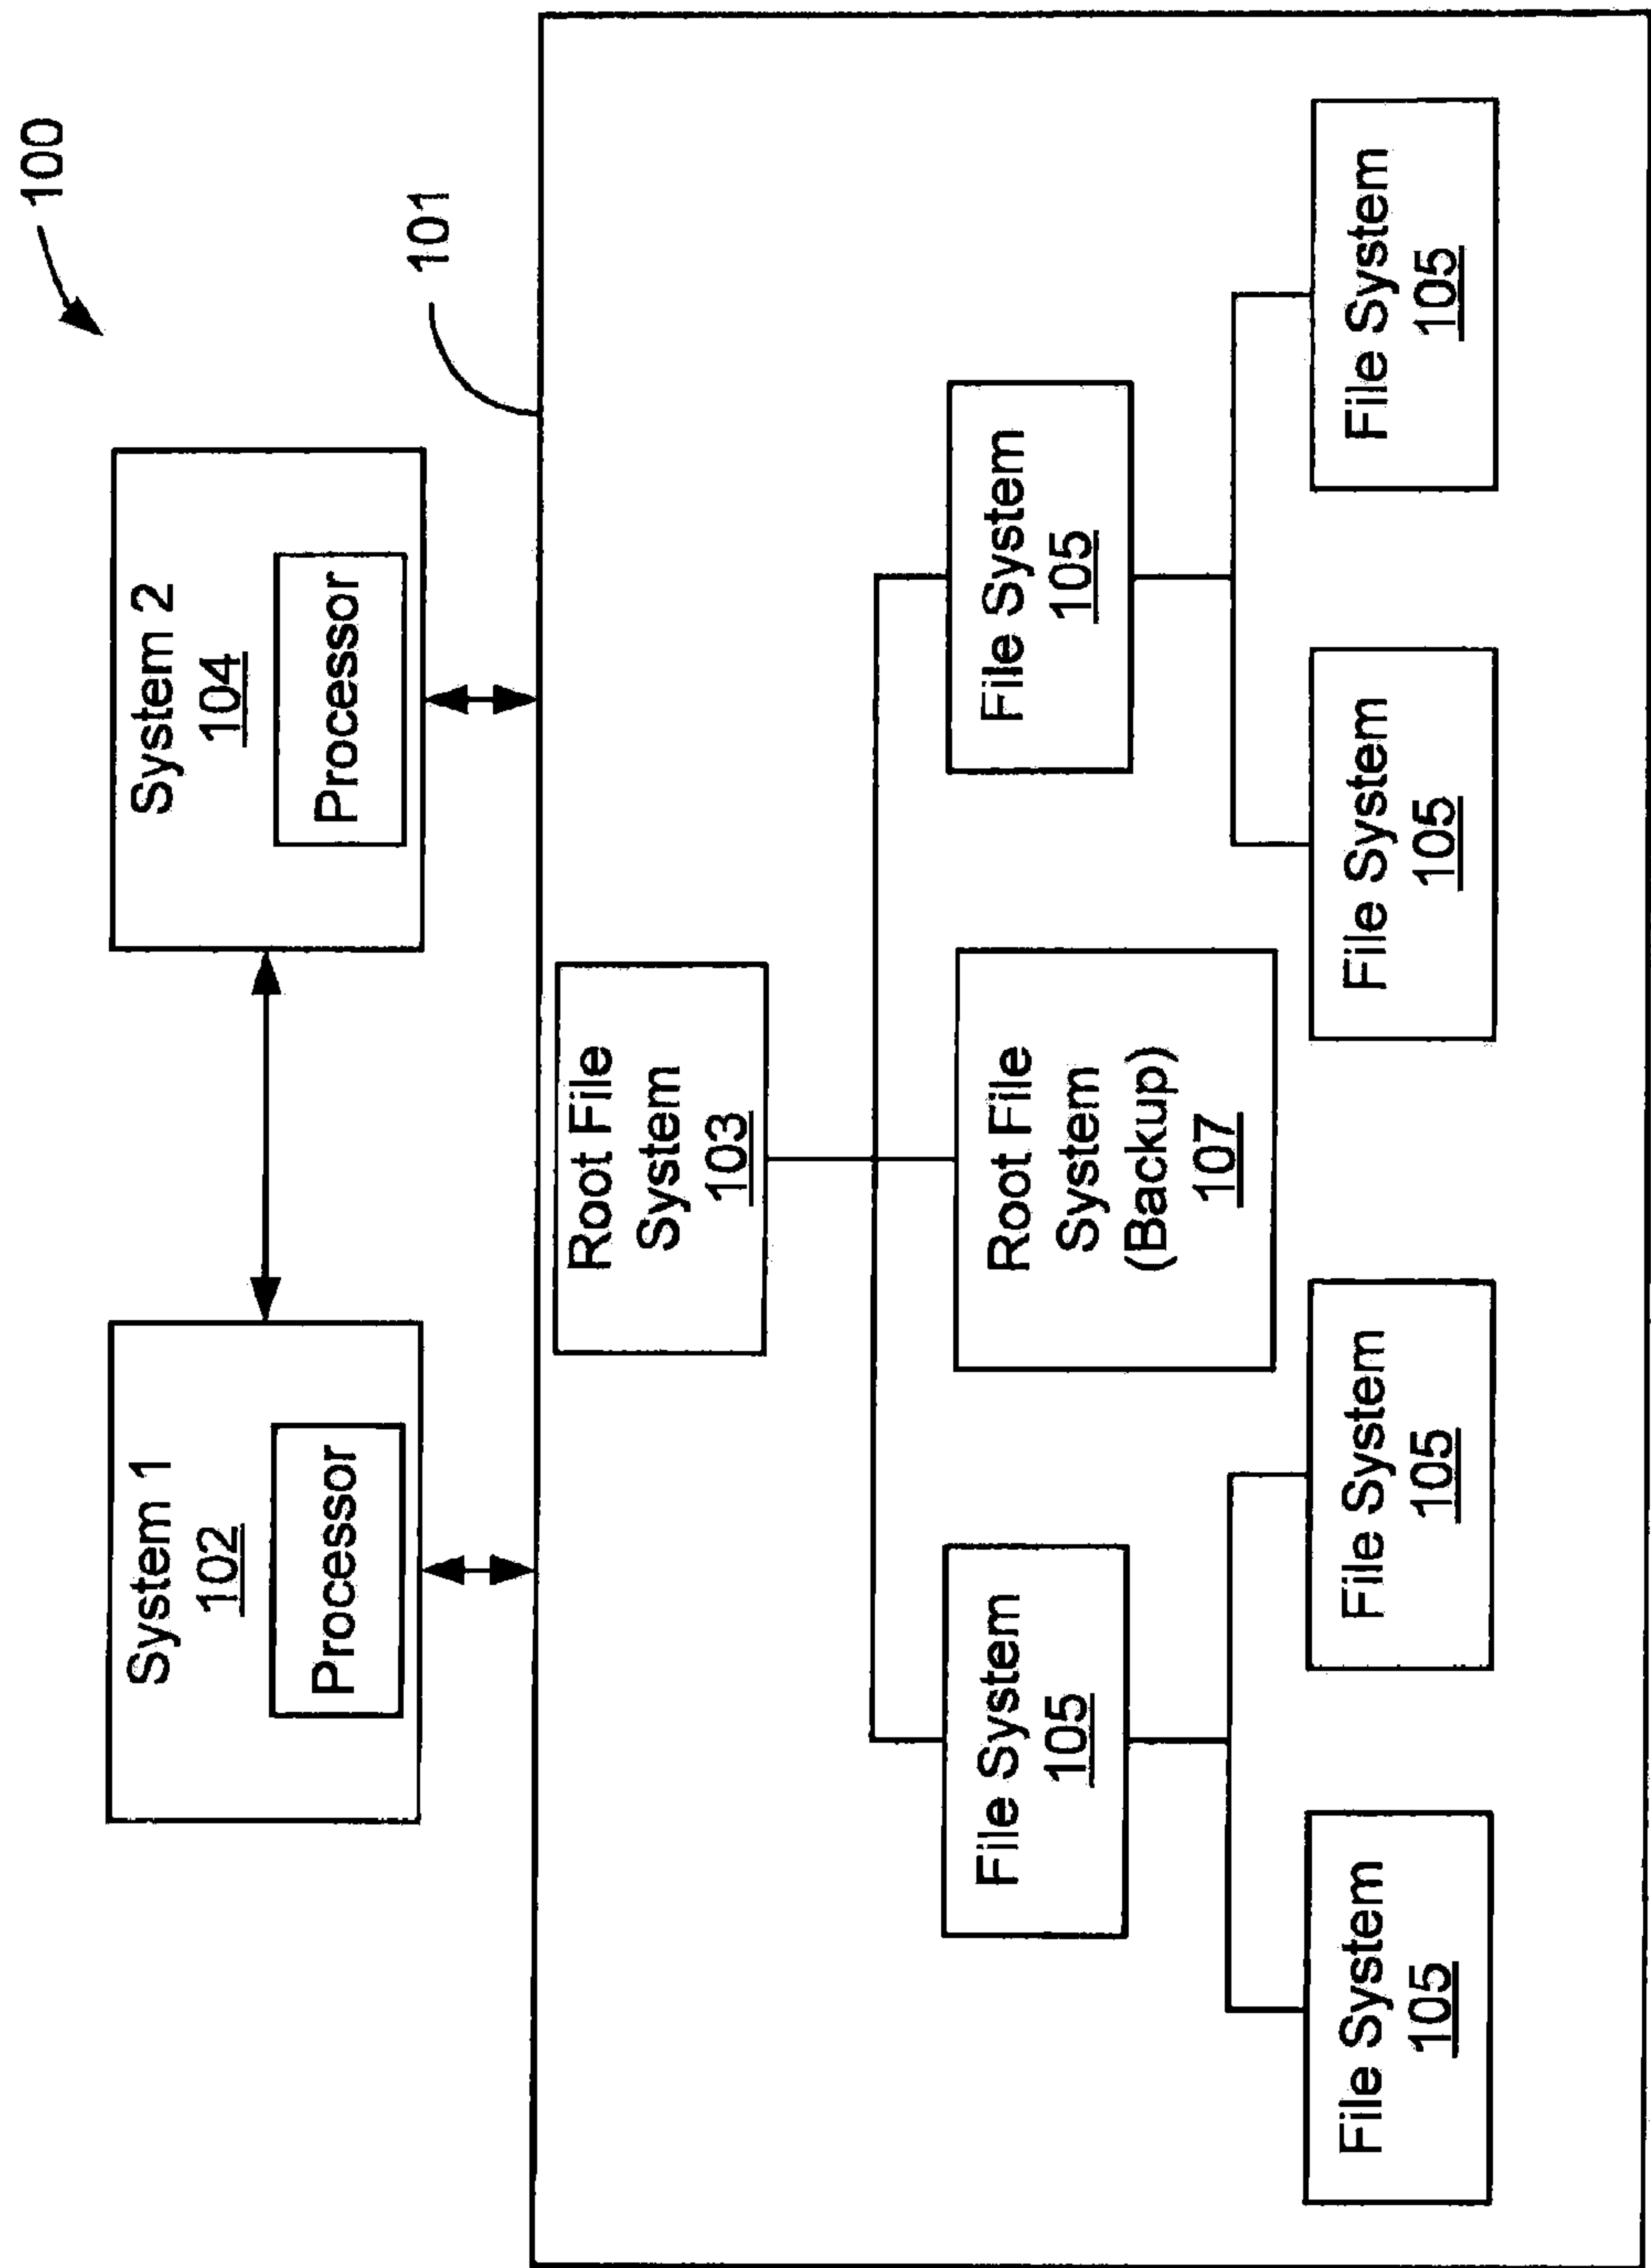 100
System 1
102
Processor
System 2
104
Processor
101
Root File
System
103
File System
105
Root File
System
(Backup)
107
File System
105
File System
105
File System
105
File System
105
File System
105